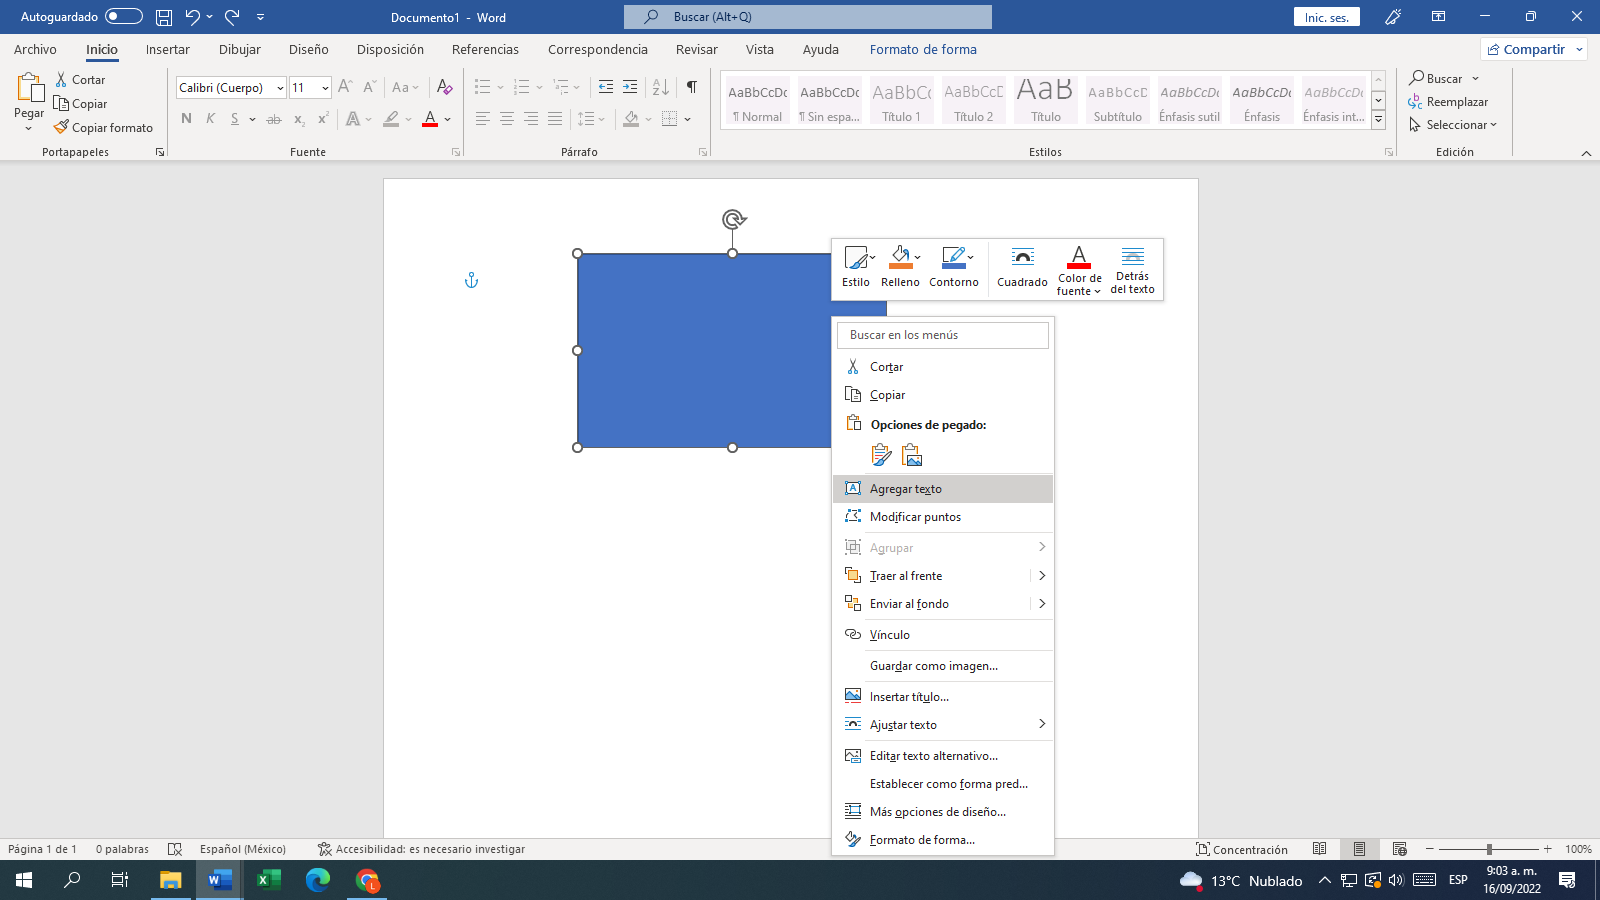 Autoguardado
Documento1 - Word
Buscar (Alt+Q)
Inic. ses.
Archivo Inicio Insertar Dibujar Diseño Disposición Referencias Correspondencia Revisar Vista Ayuda Formato de forma
Compartir
Pegar
Cortar
Copiar
Copiar formato
Portapapeles
Calibri (Cuerpo) 11
Aa
N K S ab x₂ x²
Fuente
Párrafo
AaBbCcDc
¶ Normal
AaBbCcDc
¶ Sin espa...
AaBbCc
Título 1
AaBbCcD
Título 2
AaB
Título
AaBbCcD
Subtítulo
AaBbCcDc
Énfasis sutil
AaBbCcDc
Énfasis
AaBbCcDc
Énfasis int...
Estilos
Buscar
Reemplazar
Seleccionar
Edición
Estilo
Relleno
Contorno
Cuadrado
Color de
fuente
Detrás
del texto
Buscar en los menús
Cortar
Copiar
Opciones de pegado:
Agregar texto
Modificar puntos
Agrupar
Traer al frente
Enviar al fondo
Vínculo
Guardar como imagen...
Insertar título...
Ajustar texto
Editar texto alternativo...
Establecer como forma pred...
Más opciones de diseño...
Formato de forma...
Página 1 de 1
0 palabras
Español (México)
Accesibilidad: es necesario investigar
Concentración
100%
13°C Nublado
ESP
9:03 a. m.
16/09/2022